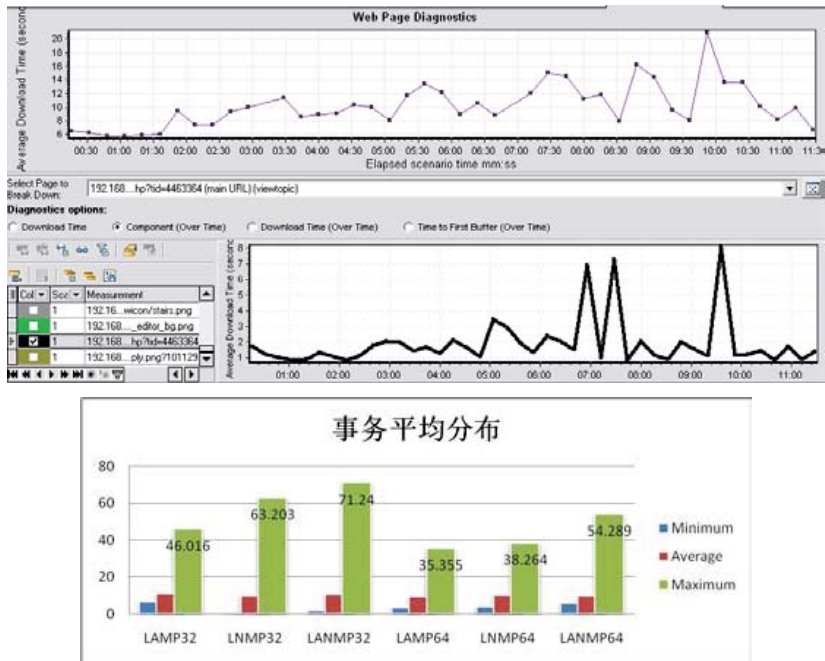 Web Page Diagnostics
Average Download Time (second
20
18
16
14
12
10
8
6
00:30 01:00 01:30 02:00 02:30 03:00 03:30 04:00 04:30 05:00 05:30 06:00 06:30 07:00 07:30 08:00 08:30 09:00 09:30 10:00 10:30 11:00 11:3
Elapsed scenario time mm:ss
Select Page to
Break Down:
192.168....hp?tid=4463364 (main URL) (viewtopic)
Diagnostics options:
Download Time
Component (Over Time)
Download Time (Over Time)
Time to First Buffer (Over Time)
Col
Sca
Measurement
1 192.16...wicon/stairs.png
1 192.168...._editor_bg.png
1 192.168....hp?tid=4463364
1 192.168....ply.png?101129
Average Download Time (second
8
7
6
5
4
3
2
1
01:00 02:00 03:00 04:00 05:00 06:00 07:00 08:00 09:00 10:00 11:00
事务平均分布
80
60
40
20
0
46.016
63.203
71.24
35.355
38.264
54.289
LAMP32 LNMP32 LANMP32 LAMP64 LNMP64 LANMP64
Minimum
Average
Maximum